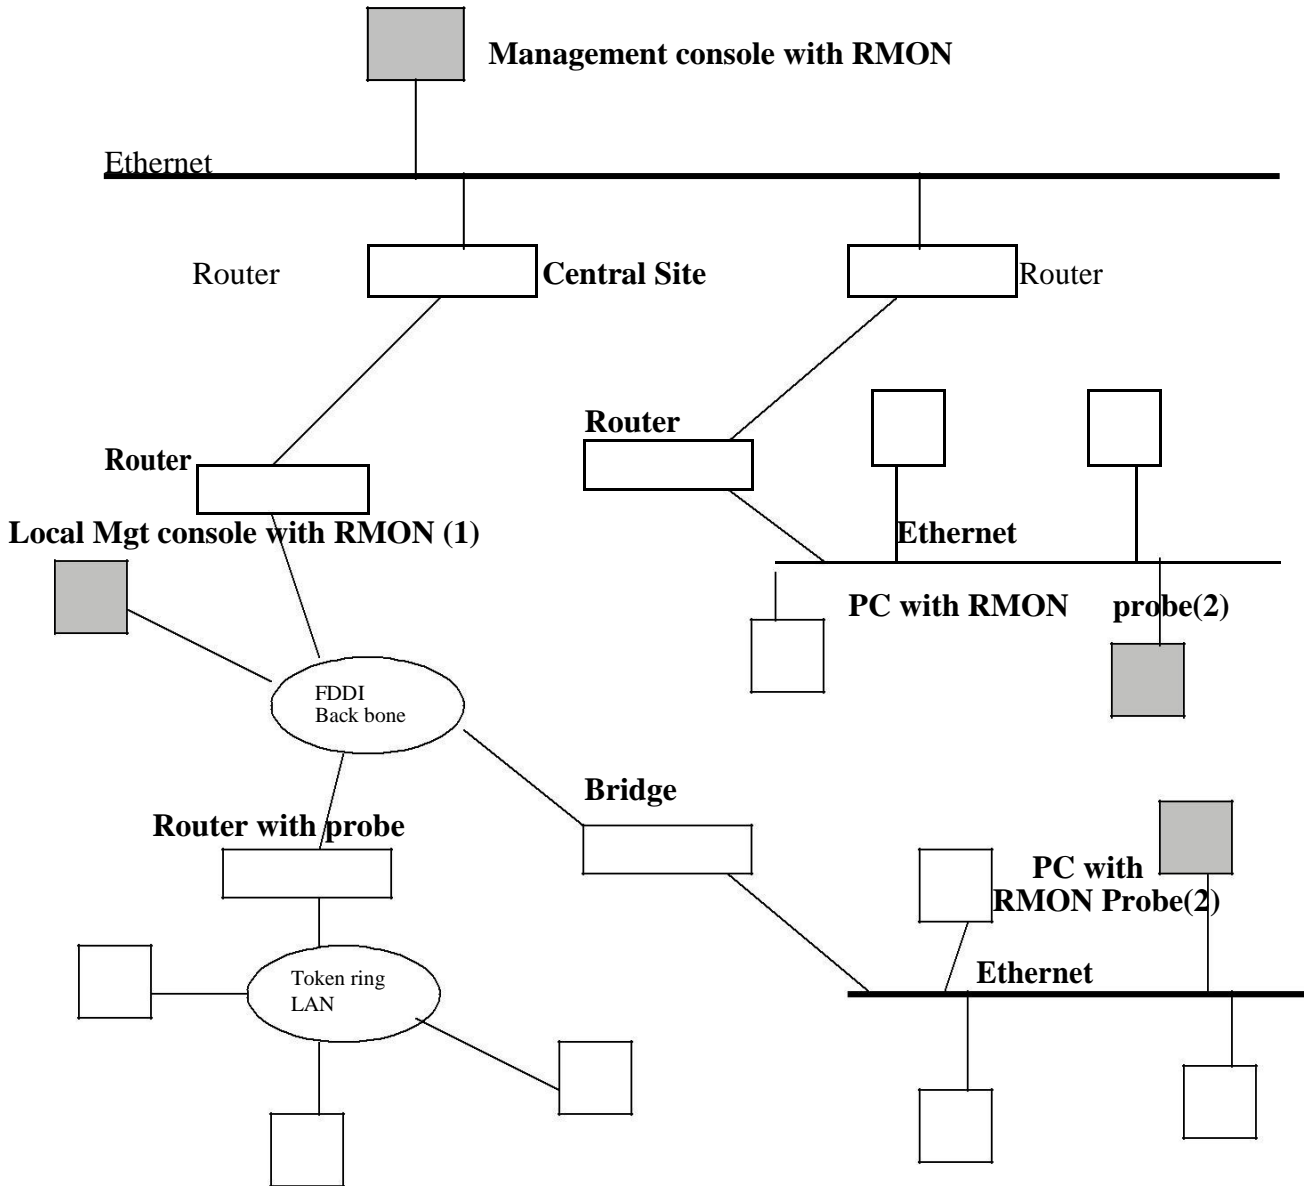 Management console with RMON
Ethernet
Router
Central Site
Router
Router
Router
Local Mgt console with RMON (1)
Ethernet
PC with RMON probe(2)
FDDI
Back bone
Bridge
Router with probe
PC with
RMON Probe(2)
Ethernet
Token ring
LAN